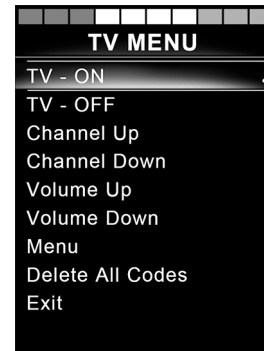 TV MENU
TV - ON
TV - OFF
Channel Up
Channel Down
Volume Up
Volume Down
Menu
Delete All Codes
Exit